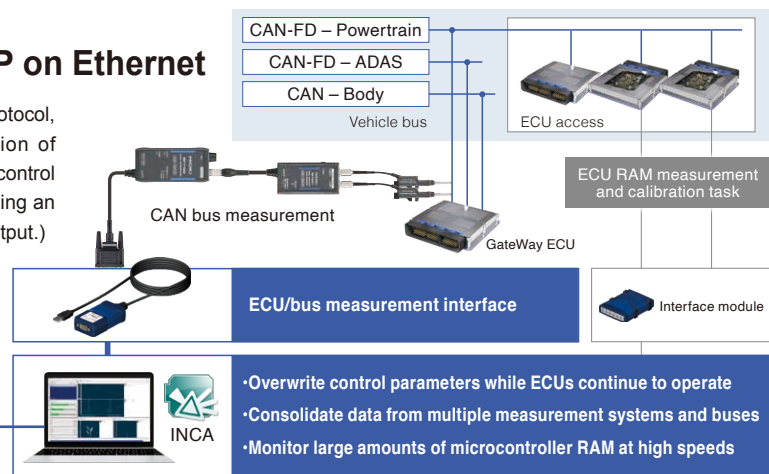 P on Ethernet
otocol,
ion of
control
ing an
tput.)
CAN-FD – Powertrain
CAN-FD – ADAS
CAN – Body
Vehicle bus
ECU access
ECU RAM measurement
and calibration task
CAN bus measurement
GateWay ECU
ECU/bus measurement interface
Interface module
INCA
・Overwrite control parameters while ECUs continue to operate
・Consolidate data from multiple measurement systems and buses
・Monitor large amounts of microcontroller RAM at high speeds